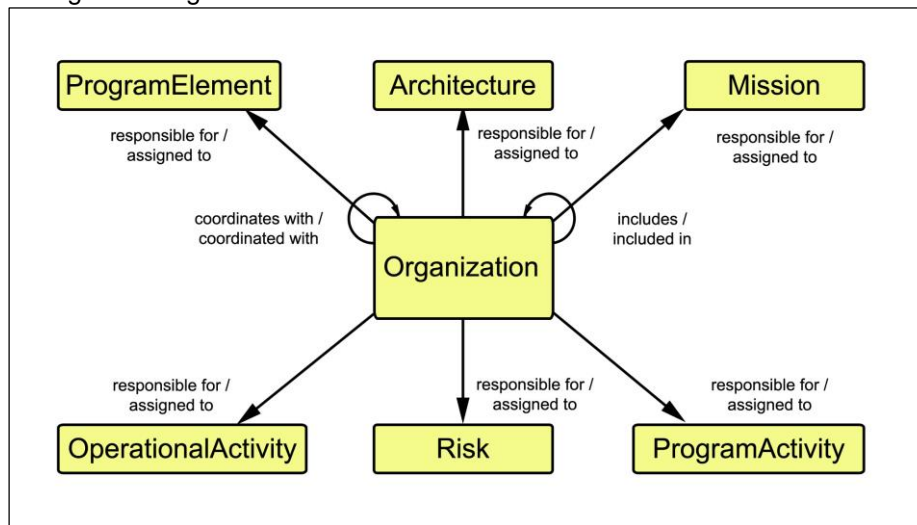 ProgramElement
Architecture
Mission
responsible for /
assigned to
responsible for /
assigned to
responsible for /
assigned to
coordinates with /
coordinated with
includes /
included in
Organization
responsible for /
assigned to
responsible for /
assigned to
responsible for /
assigned to
OperationalActivity
Risk
ProgramActivity